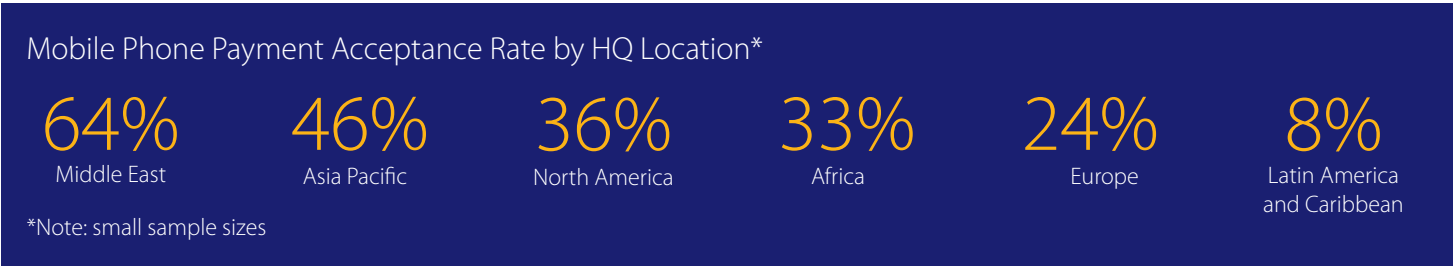 Mobile Phone Payment Acceptance Rate by HQ Location*
64% 46% 36% 33% 24% 8%
Middle East Asia Pacific North America Africa Europe Latin America
and Caribbean
*Note: small sample sizes